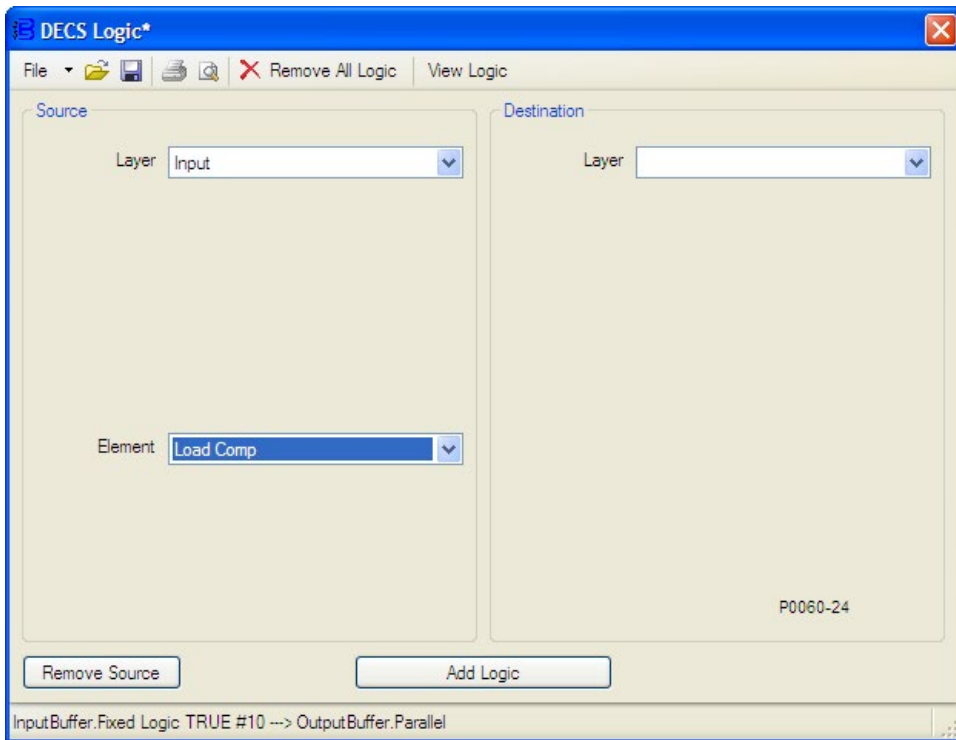 DECS Logic*
File Remove All Logic View Logic
Source
Layer Input
Element Load Comp
Destination
Layer
P0060-24
Remove Source Add Logic
InputBuffer.Fixed Logic TRUE #10 ---> OutputBuffer.Parallel